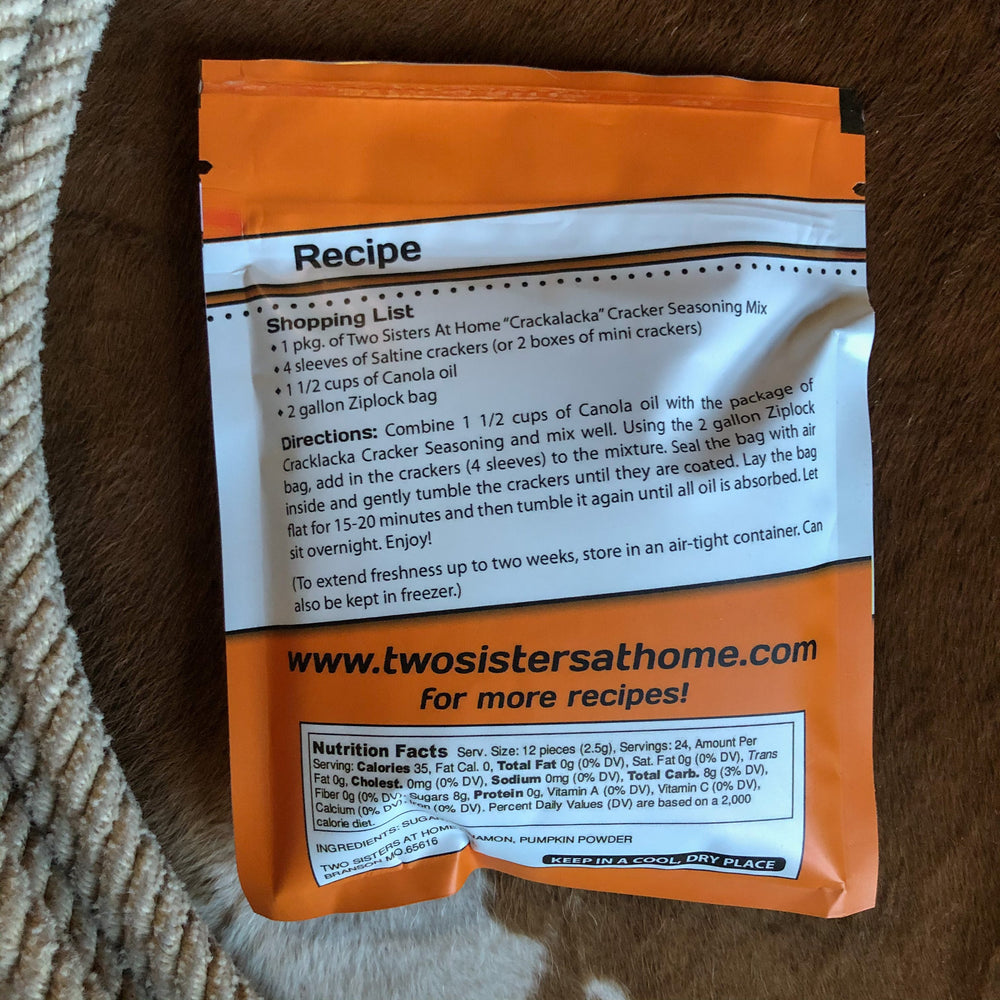 Recipe
Shopping List
• 1 pkg. of Two Sisters At Home “Crackalacka” Cracker Seasoning Mix
• 4 sleeves of Saltine crackers (or 2 boxes of mini crackers)
• 1 1/2 cups of Canola oil
• 2 gallon Ziplock bag
Directions: Combine 1 1/2 cups of Canola oil with the package of
Cracklacka Cracker Seasoning and mix well. Using the 2 gallon Ziplock
bag, add in the crackers (4 sleeves) to the mixture. Seal the bag with air
inside and gently tumble the crackers until they are coated. Lay the bag
flat for 15-20 minutes and then tumble it again until all oil is absorbed. Let
sit overnight. Enjoy!
(To extend freshness up to two weeks, store in an air-tight container. Can
also be kept in freezer.)
www.twosistersathome.com
for more recipes!
Nutrition Facts Serv. Size: 12 pieces (2.5g), Servings: 24, Amount Per
Serving: Calories 35, Fat Cal. 0, Total Fat 0g (0% DV), Sat. Fat 0g (0% DV), Trans
Fat 0g, Cholest. 0mg (0% DV), Sodium 0mg (0% DV), Total Carb. 8g (3% DV),
Fiber 0g (0% DV), Sugars 8g, Protein 0g, Vitamin A (0% DV), Vitamin C (0% DV),
Calcium (0% DV), Iron (0% DV). Percent Daily Values (DV) are based on a 2,000
calorie diet.
INGREDIENTS: PUMPKIN POWDER
TWO SISTERS AT HOME
BRANSON MO.65616
KEEP IN A COOL, DRY PLACE